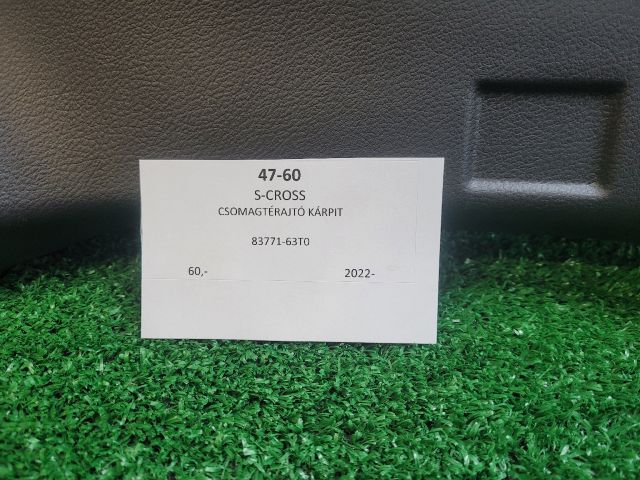 47-60
S-CROSS
CSOMAGTÉRAJTÓ KÁRPIT
83771-63T0
60,- 2022-